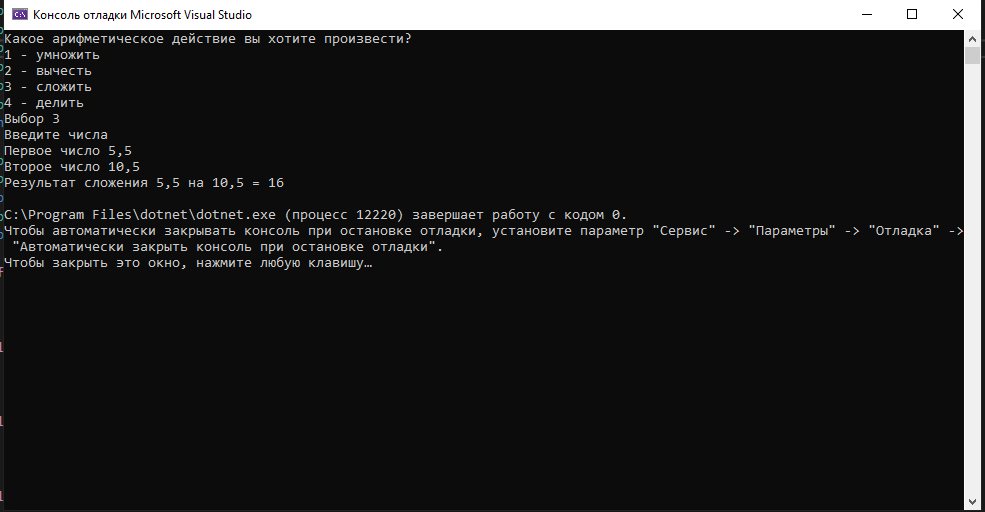 Консоль отладки Microsoft Visual Studio
Какое арифметическое действие вы хотите произвести?
1 - умножить
2 - вычесть
3 - сложить
4 - делить
Выбор 3
Введите числа
Первое число 5,5
Второе число 10,5
Результат сложения 5,5 на 10,5 = 16
C:\Program Files\dotnet\dotnet.exe (процесс 12220) завершает работу с кодом 0.
Чтобы автоматически закрывать консоль при остановке отладки, установите параметр "Сервис" -> "Параметры" -> "Отладка" ->
"Автоматически закрыть консоль при остановке отладки".
Чтобы закрыть это окно, нажмите любую клавишу…